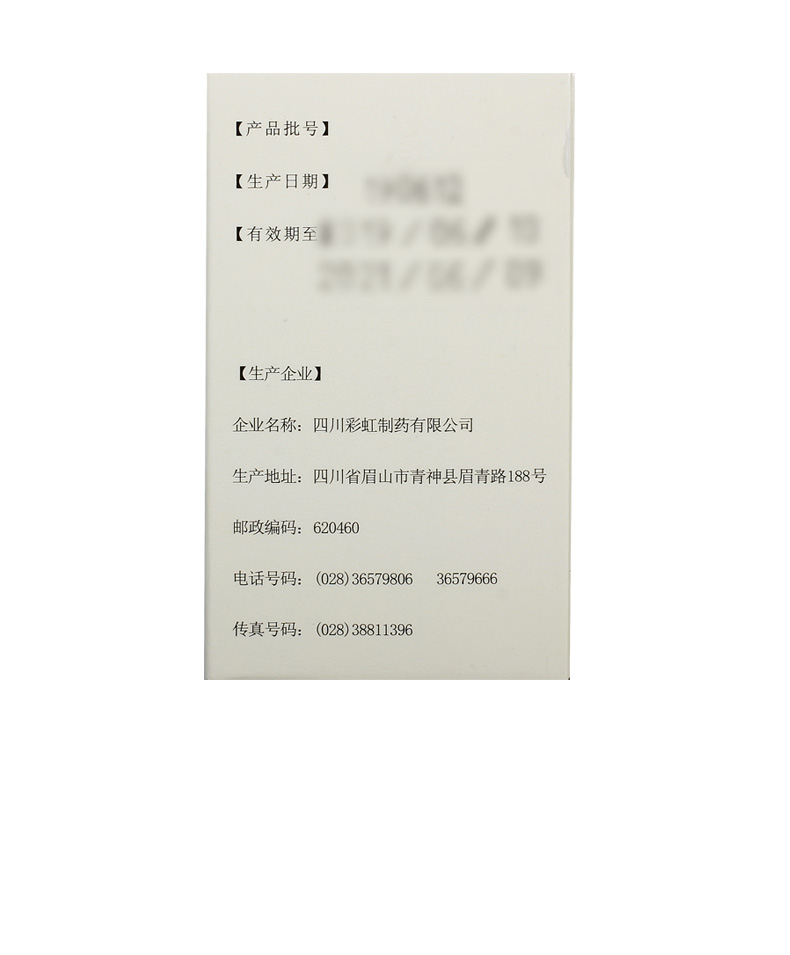 【产品批号】
【生产日期】
【有效期至
【生产企业】
企业名称：四川彩虹制药有限公司
生产地址：四川省眉山市青神县眉青路188号
邮政编码：620460
电话号码：(028)36579806 36579666
传真号码：(028)38811396